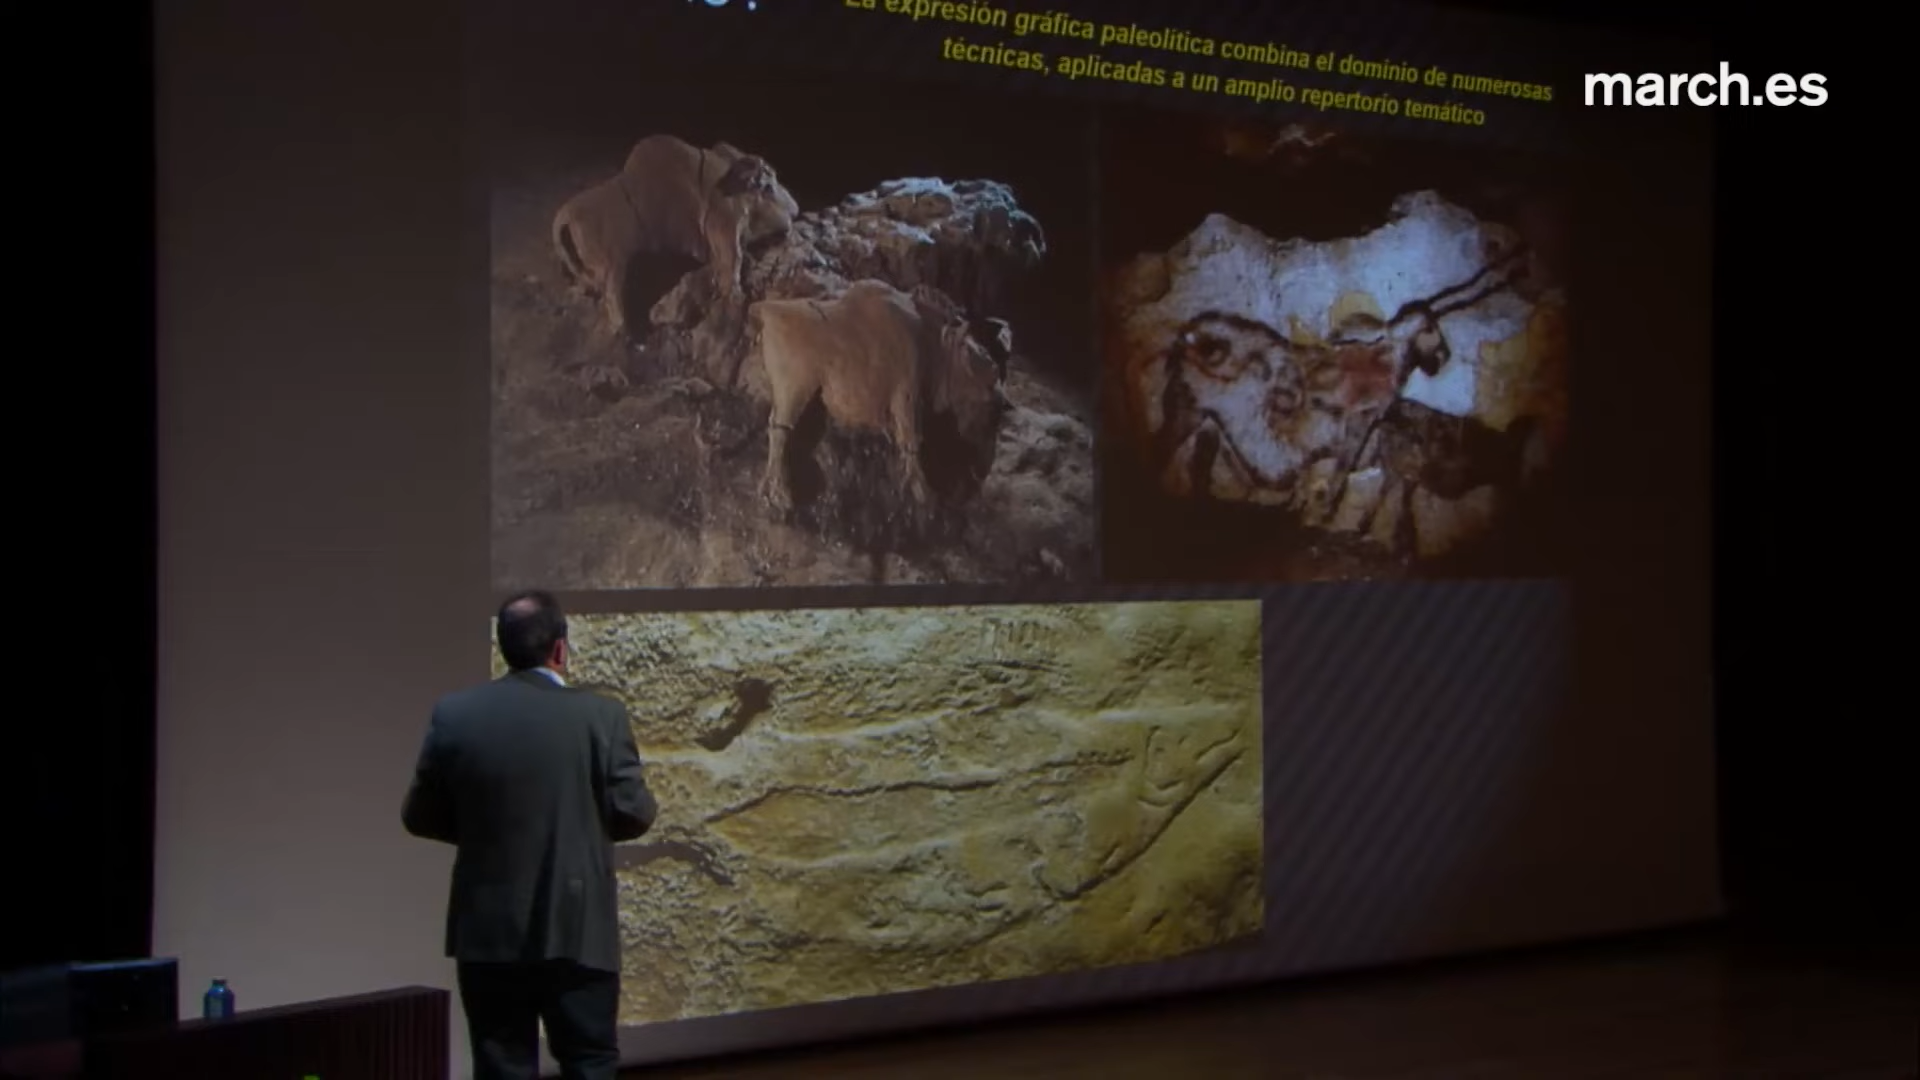 La expresión gráfica paleolítica combina el dominio de numerosas
técnicas, aplicadas a un amplio repertorio temático
march.es